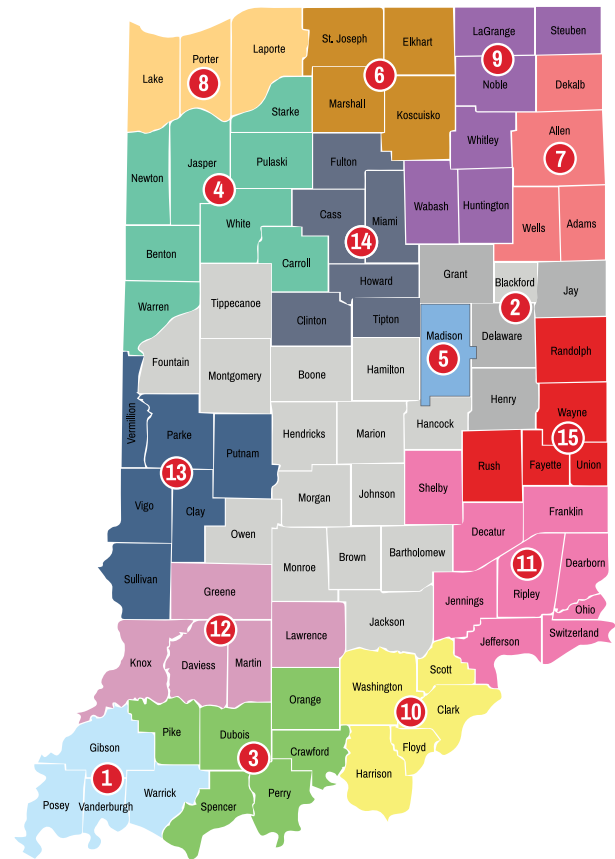 LaGrange
Steuben
St. Joseph
Elkhart
Laporte
Porter
9
Lake
8
6
Noble
Dekalb
Marshall
Koscuisko
Starke
Allen
Whitley
7
Jasper
Pulaski
Fulton
Newton
4
Wabash
Huntington
Cass
Miami
White
Wells
Adams
14
Benton
Carroll
Grant
Howard
Blackford
Jay
Tippecanoe
Warren
2
Clinton
Tipton
Madison
Delaware
Randolph
5
Fountain
Montgomery
Boone
Hamilton
Henry
Wayne
Vermillion
Parke
Hendricks
Marion
Hancock
15
Putnam
13
Rush
Fayette
Union
Shelby
Morgan
Johnson
Vigo
Clay
Franklin
Owen
Decatur
Brown
Bartholomew
11
Dearborn
Monroe
Sullivan
Greene
Jennings
Ripley
Ohio
Jackson
12
Lawrence
Switzerland
Jefferson
Knox
Daviess
Martin
Scott
Washington
Orange
Clark
10
Pike
Dubois
Gibson
Crawford
Floyd
3
1
Harrison
Warrick
Perry
Posey
Vanderburgh
Spencer